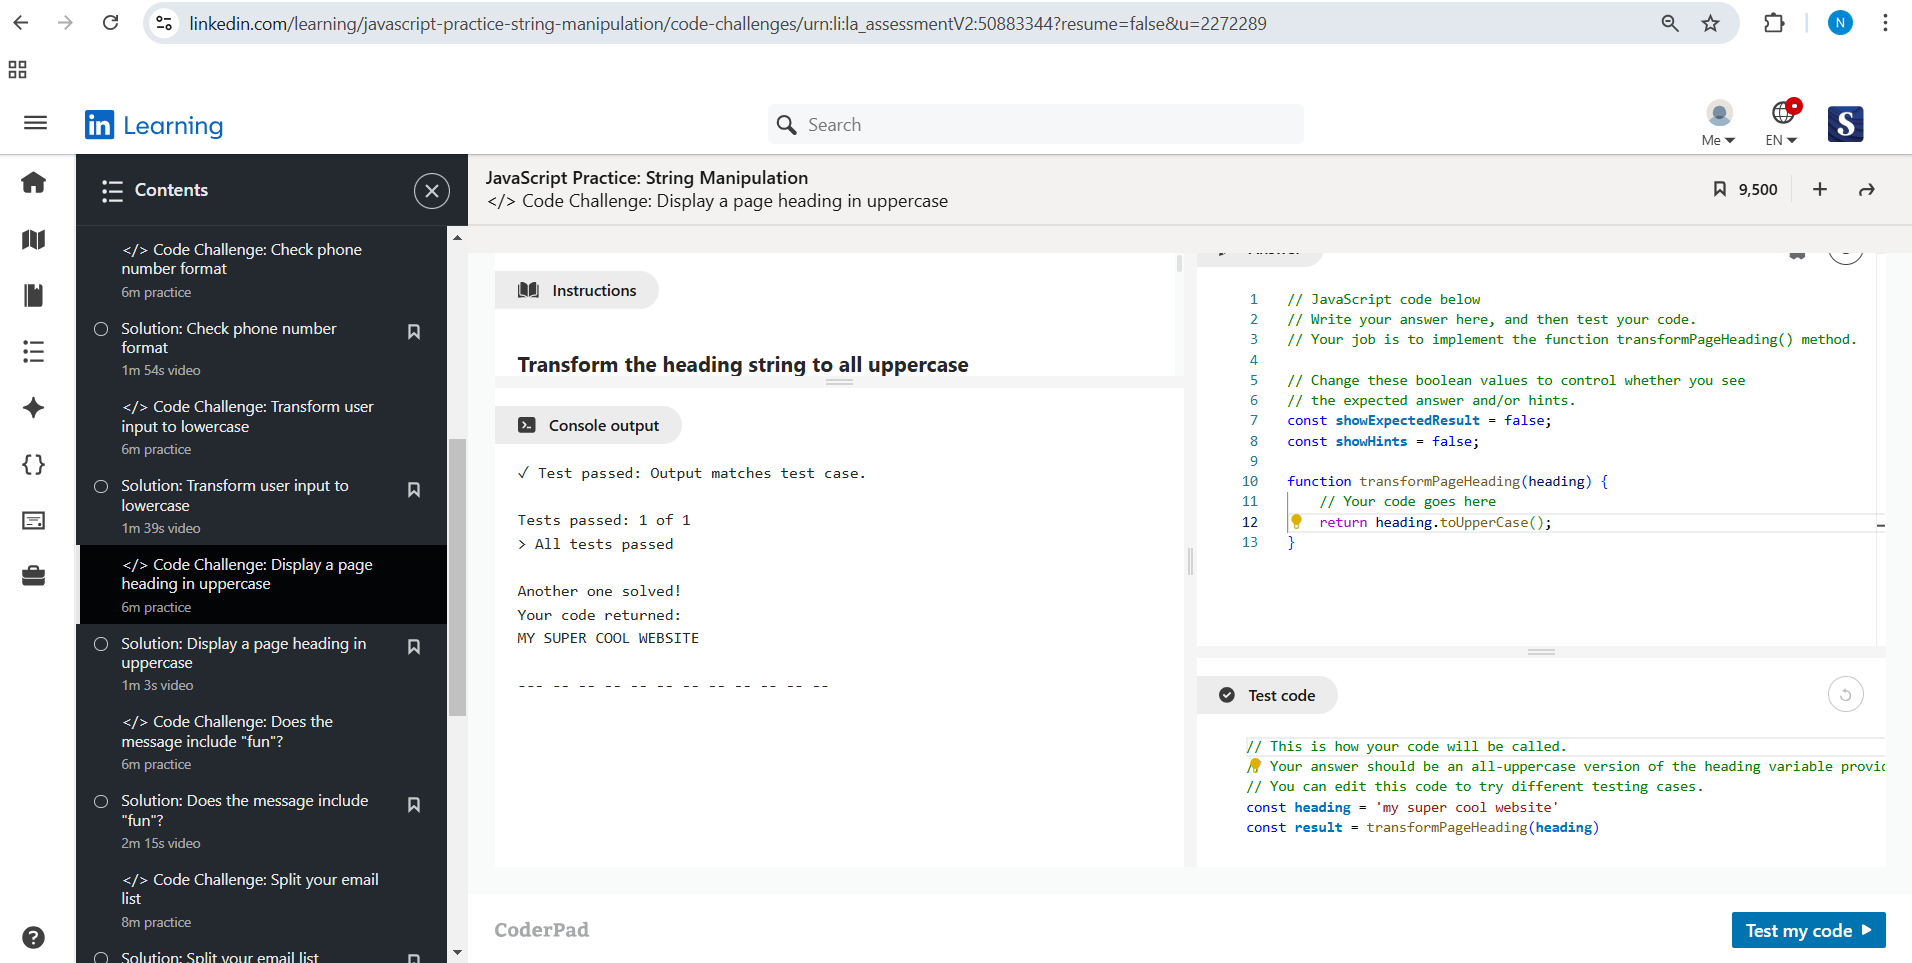 linkedin.com/learning/javascript-practice-string-manipulation/code-challenges/urn:li:la_assessmentV2:50883344?resume=false&u=2272289
N
in Learning
Search
Me
EN
S
Contents
</> Code Challenge: Check phone
number format
6m practice
Solution: Check phone number
format
1m 54s video
</> Code Challenge: Transform user
input to lowercase
6m practice
Solution: Transform user input to
lowercase
1m 39s video
</> Code Challenge: Display a page
heading in uppercase
6m practice
Solution: Display a page heading in
uppercase
1m 3s video
</> Code Challenge: Does the
message include "fun"?
6m practice
Solution: Does the message include
"fun"?
2m 15s video
</> Code Challenge: Split your email
list
8m practice
Solution: Split your email list
JavaScript Practice: String Manipulation
</> Code Challenge: Display a page heading in uppercase
9,500
Instructions
Transform the heading string to all uppercase
Console output
✓ Test passed: Output matches test case.
Tests passed: 1 of 1
> All tests passed
Another one solved!
Your code returned:
MY SUPER COOL WEBSITE
--- -- -- -- -- -- -- -- -- -- -- --
1 // JavaScript code below
2 // Write your answer here, and then test your code.
3 // Your job is to implement the function transformPageHeading() method.
4
5 // Change these boolean values to control whether you see
6 // the expected answer and/or hints.
7 const showExpectedResult = false;
8 const showHints = false;
9
10 function transformPageHeading(heading) {
11 // Your code goes here
12 return heading.toUpperCase();
13 }
Test code
// This is how your code will be called.
/ Your answer should be an all-uppercase version of the heading variable provi
// You can edit this code to try different testing cases.
const heading = 'my super cool website'
const result = transformPageHeading(heading)
CoderPad
Test my code